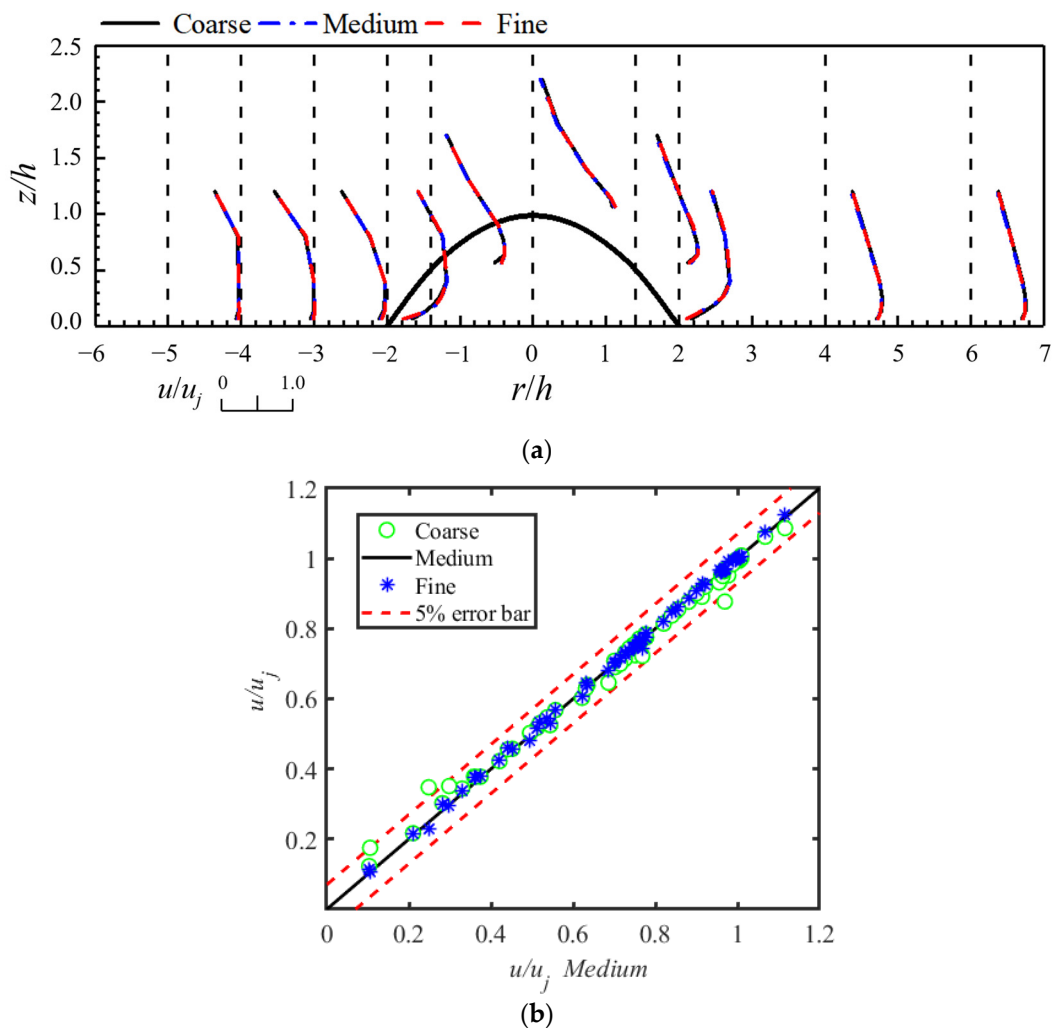 Coarse Medium Fine
2.5
2.0
1.5
1.0
0.5
0.0
z/h
−6 −5 −4 −3 −2 −1 0 1 2 3 4 5 6 7
u/u_j 0 1.0
r/h
(a)
1.2
1
0.8
0.6
0.4
0.2
u/u_j
Coarse
Medium
Fine
5% error bar
0 0.2 0.4 0.6 0.8 1 1.2
u/u_j Medium
(b)